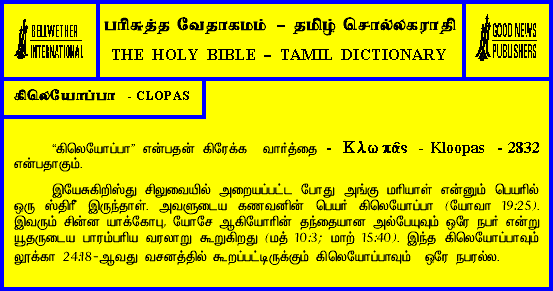 BELLWETHER
INTERNATIONAL
பரிசுத்த வேதாகமம் – தமிழ் சொல்லகராதி
THE HOLY BIBLE – TAMIL DICTIONARY
GOOD NEWS
PUBLISHERS
கிலெயோப்பா - CLOPAS
“கிலெயோப்பா” என்பதன் கிரேக்க வார்த்தை - Κλωπᾶς - Kloopas - 2832
என்பதாகும்.
இயேசுகிறிஸ்து சிலுவையில் அறையப்பட்ட போது அங்கு மரியாள் என்னும் பெயரில்
ஒரு ஸ்திரீ இருந்தாள். அவளுடைய கணவனின் பெயர் கிலெயோப்பா (யோவா 19:25).
இவரும் சின்ன யாக்கோபு, யோசே ஆகியோரின் தந்தையான அல்பேயுவும் ஒரே நபர் என்று
யூதருடைய பாரம்பரிய வரலாறு கூறுகிறது (மத் 10:3; மாற் 15:40). இந்த கிலெயோப்பாவும்
லூக்கா 24:18-ஆவது வசனத்தில் கூறப்பட்டிருக்கும் கிலெயோப்பாவும் ஒரே நபரல்ல.